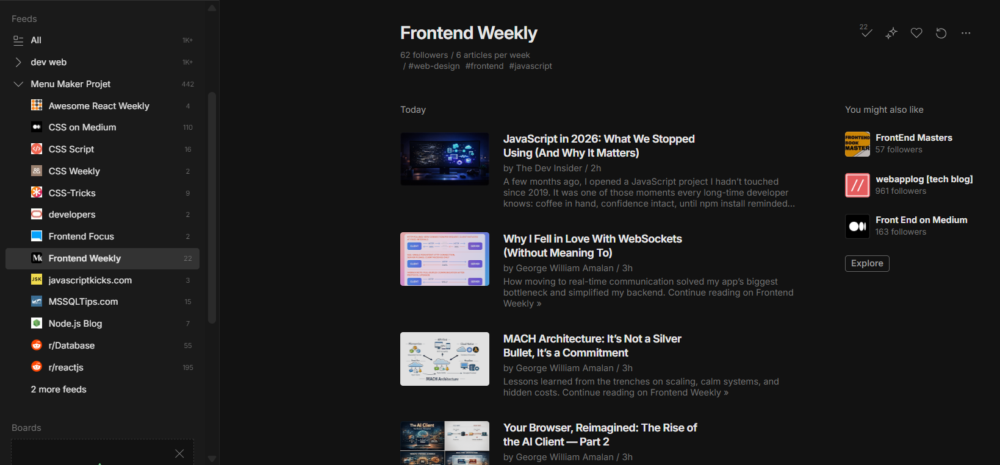 Feeds
All 1K+
dev web 1K+
Menu Maker Projet 442
Awesome React Weekly 4
CSS on Medium 110
CSS Script 16
CSS Weekly 2
CSS-Tricks 9
developers 2
Frontend Focus 2
Frontend Weekly 22
JSK javascriptkicks.com 3
MSSQLTips.com 15
Node.js Blog 7
r/Database 55
r/reactjs 195
2 more feeds
Boards
Frontend Weekly
22
62 followers / 6 articles per week
/ #web-design #frontend #javascript
Today
JavaScript in 2026: What We Stopped
Using (And Why It Matters)
by The Dev Insider / 2h
A few months ago, I opened a JavaScript project I hadn’t touched
since 2019. It was one of those moments every long-time developer
knows: coffee in hand, confidence intact, until npm install reminded...
CLIENT SERVER
CLIENT SERVER
CLIENT SERVER
Why I Fell in Love With WebSockets
(Without Meaning To)
by George William Amalan / 3h
How moving to real-time communication solved my app’s biggest
bottleneck and simplified my backend. Continue reading on Frontend
Weekly »
MACH Architecture
MACH Architecture: It’s Not a Silver
Bullet, It’s a Commitment
by George William Amalan / 3h
Lessons learned from the trenches on scaling, calm systems, and
hidden costs. Continue reading on Frontend Weekly »
The AI Client
Your Browser, Reimagined: The Rise of
the AI Client — Part 2
by George William Amalan / 3h
You might also like
FRONTEND
BOOK
MASTER
FrontEnd Masters
57 followers
webapplog [tech blog]
961 followers
Front End on Medium
163 followers
Explore